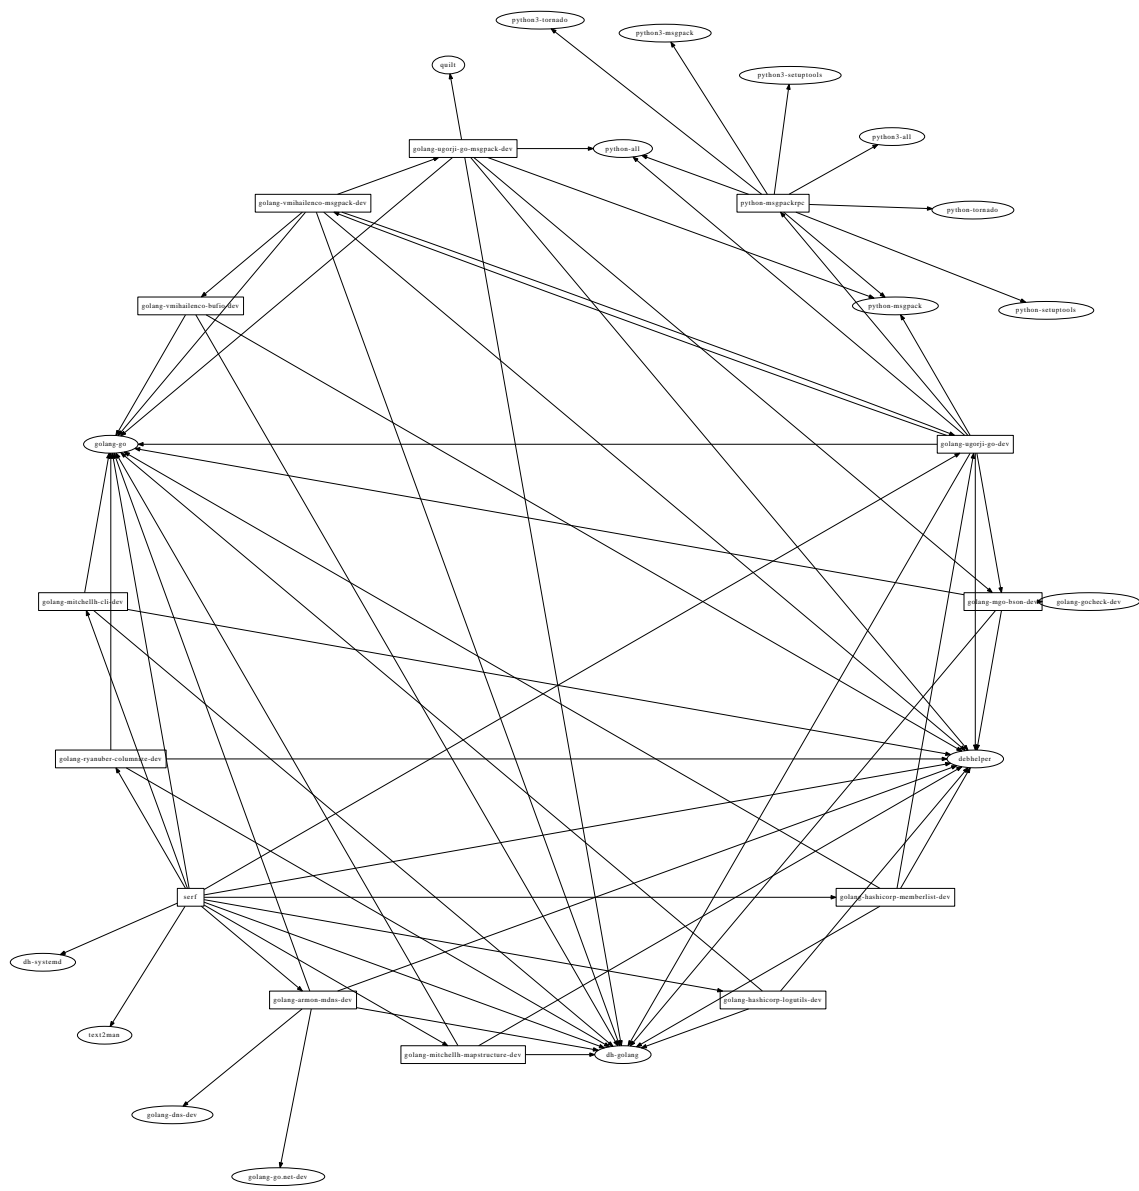 python3-tornado
python3-msgpack
quilt
python3-setuptools
python3-all
golang-ugorji-go-msgpack-dev
python-all
golang-vmihailenco-msgpack-dev
python-msgpackrpc
python-tornado
golang-vmihailenco-bufio-dev
python-msgpack
python-setuptools
golang-go
golang-ugorji-go-dev
golang-mitchellh-cli-dev
golang-mgo-bson-dev
golang-gocheck-dev
golang-ryanuber-columnize-dev
debhelper
serf
golang-hashicorp-memberlist-dev
dh-systemd
golang-armon-mdns-dev
golang-hashicorp-logutils-dev
text2man
golang-mitchellh-mapstructure-dev
dh-golang
golang-dns-dev
golang-go.net-dev